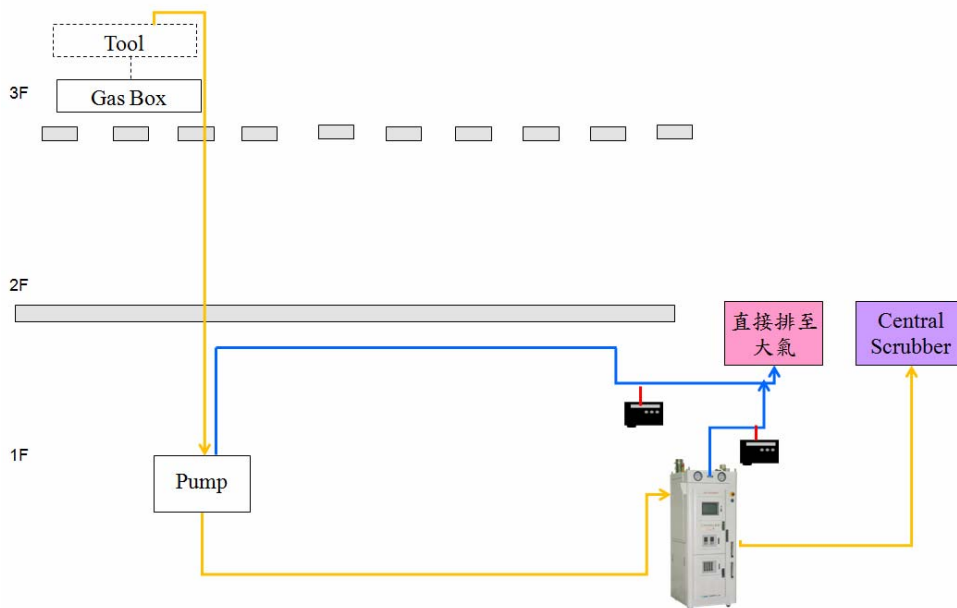 Tool
3F
Gas Box
2F
直接排至
大氣
Central
Scrubber
1F
Pump